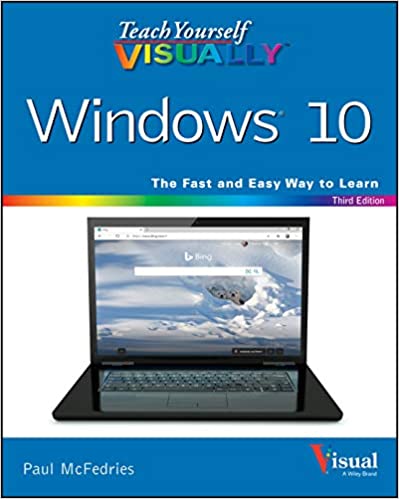 Teach Yourself
VISUALLY™
Windows® 10
The Fast and Easy Way to Learn
Third Edition
Bing
Paul McFedries
Visual
A Wiley Brand